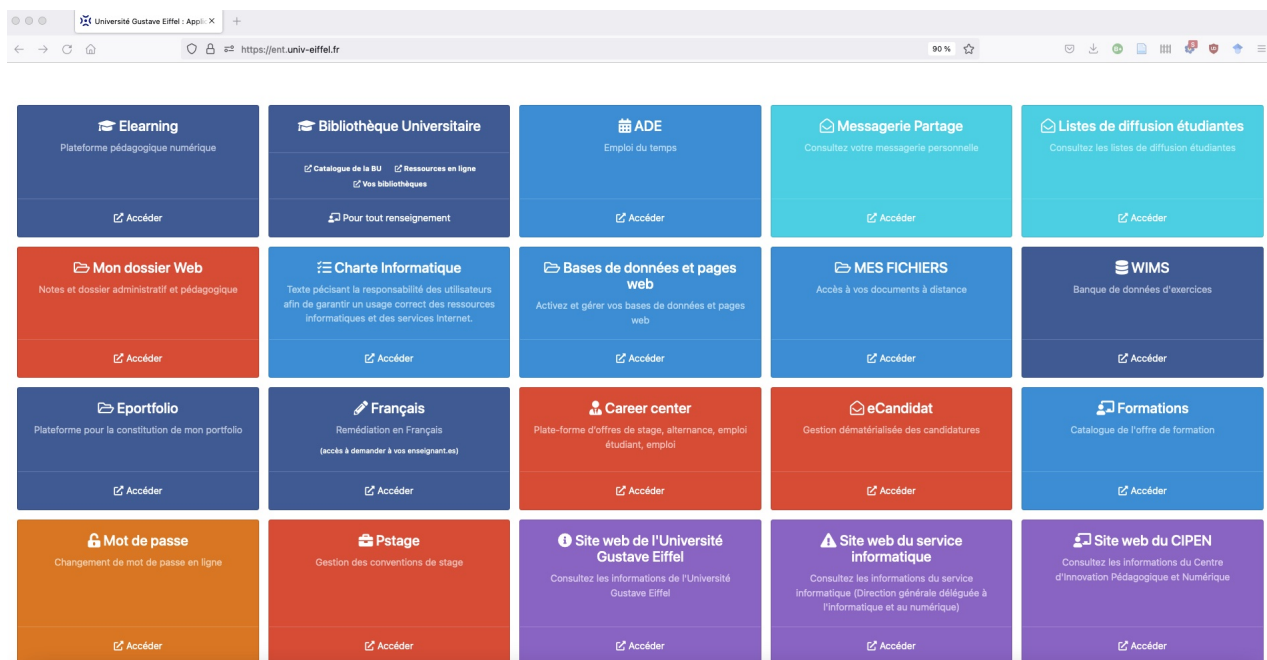 Université Gustave Eiffel : Applic
https://ent.univ-eiffel.fr
90 %
Elearning
Plateforme pédagogique numérique
Accéder
Bibliothèque Universitaire
Catalogue de la BU Ressources en ligne
Vos bibliothèques
Pour tout renseignement
ADE
Emploi du temps
Accéder
Messagerie Partage
Consultez votre messagerie personnelle
Accéder
Listes de diffusion étudiantes
Consultez les listes de diffusion étudiantes
Accéder
Mon dossier Web
Notes et dossier administratif et pédagogique
Accéder
Charte Informatique
Texte pécisant la responsabilité des utilisateurs
afin de garantir un usage correct des ressources
informatiques et des services Internet.
Accéder
Bases de données et pages
web
Activez et gérer vos bases de données et pages
web
Accéder
MES FICHIERS
Accès à vos documents à distance
Accéder
WIMS
Banque de données d'exercices
Accéder
Eportfolio
Plateforme pour la constitution de mon portfolio
Accéder
Français
Remédiation en Français
(accès à demander à vos enseignant.es)
Accéder
Career center
Plate-forme d'offres de stage, alternance, emploi
étudiant, emploi
Accéder
eCandidat
Gestion dématérialisée des candidatures
Accéder
Formations
Catalogue de l'offre de formation
Accéder
Mot de passe
Changement de mot de passe en ligne
Accéder
Pstage
Gestion des conventions de stage
Accéder
Site web de l'Université
Gustave Eiffel
Consultez les informations de l'Université
Gustave Eiffel
Accéder
Site web du service
informatique
Consultez les informations du service
informatique (Direction générale déléguée à
l'informatique et au numérique)
Accéder
Site web du CIPEN
Consultez les informations du Centre
d'Innovation Pédagogique et Numérique
Accéder